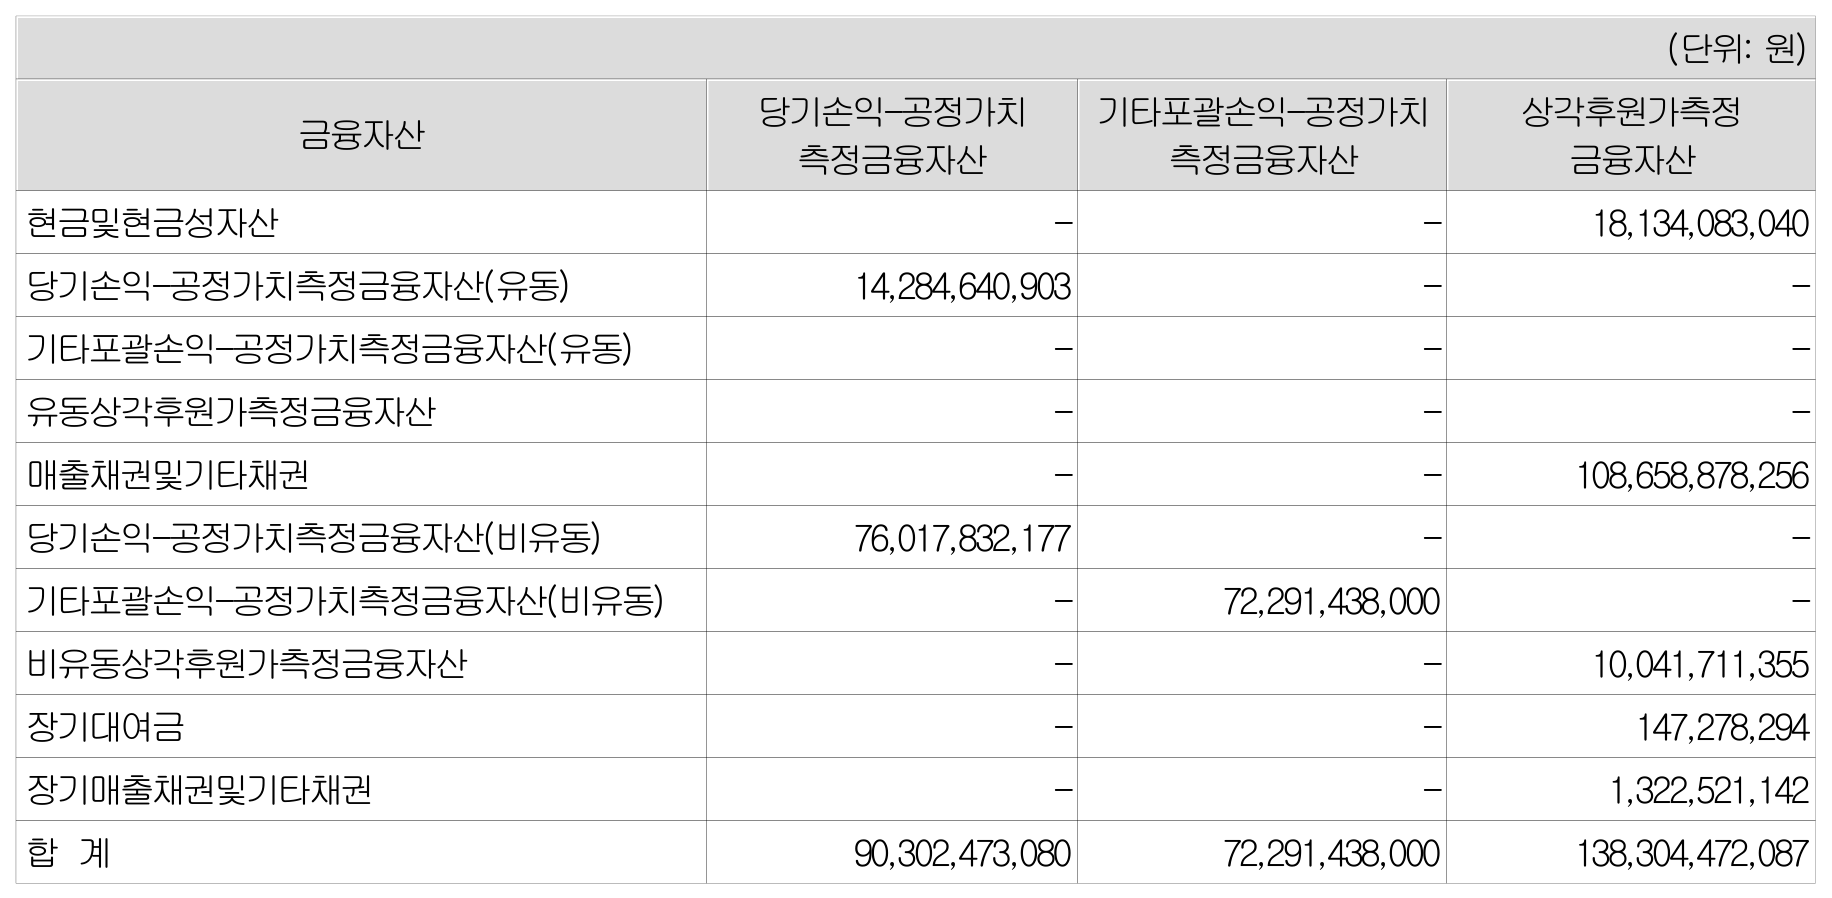 (단위: 원)
금융자산 당기손익-공정가치 측정금융자산 기타포괄손익-공정가치 측정금융자산 상각후원가측정 금융자산
현금및현금성자산 - - 18,134,083,040
당기손익-공정가치측정금융자산(유동) 14,284,640,903 - -
기타포괄손익-공정가치측정금융자산(유동) - - -
유동상각후원가측정금융자산 - - -
매출채권및기타채권 - - 108,658,878,256
당기손익-공정가치측정금융자산(비유동) 76,017,832,177 - -
기타포괄손익-공정가치측정금융자산(비유동) - 72,291,438,000 -
비유동상각후원가측정금융자산 - - 10,041,711,355
장기대여금 - - 147,278,294
장기매출채권및기타채권 - - 1,322,521,142
합 계 90,302,473,080 72,291,438,000 138,304,472,087